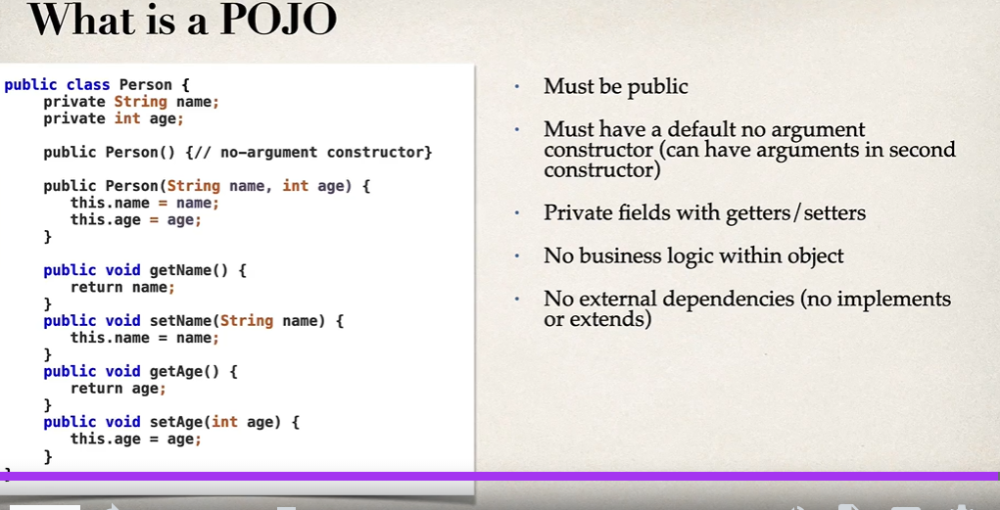 What is a POJO
public class Person {
private String name;
private int age;
public Person() {// no-argument constructor}
public Person(String name, int age) {
this.name = name;
this.age = age;
}
public void getName() {
return name;
}
public void setName(String name) {
this.name = name;
}
public void getAge() {
return age;
}
public void setAge(int age) {
this.age = age;
}
}
· Must be public
· Must have a default no argument
constructor (can have arguments in second
constructor)
· Private fields with getters/setters
· No business logic within object
· No external dependencies (no implements
or extends)